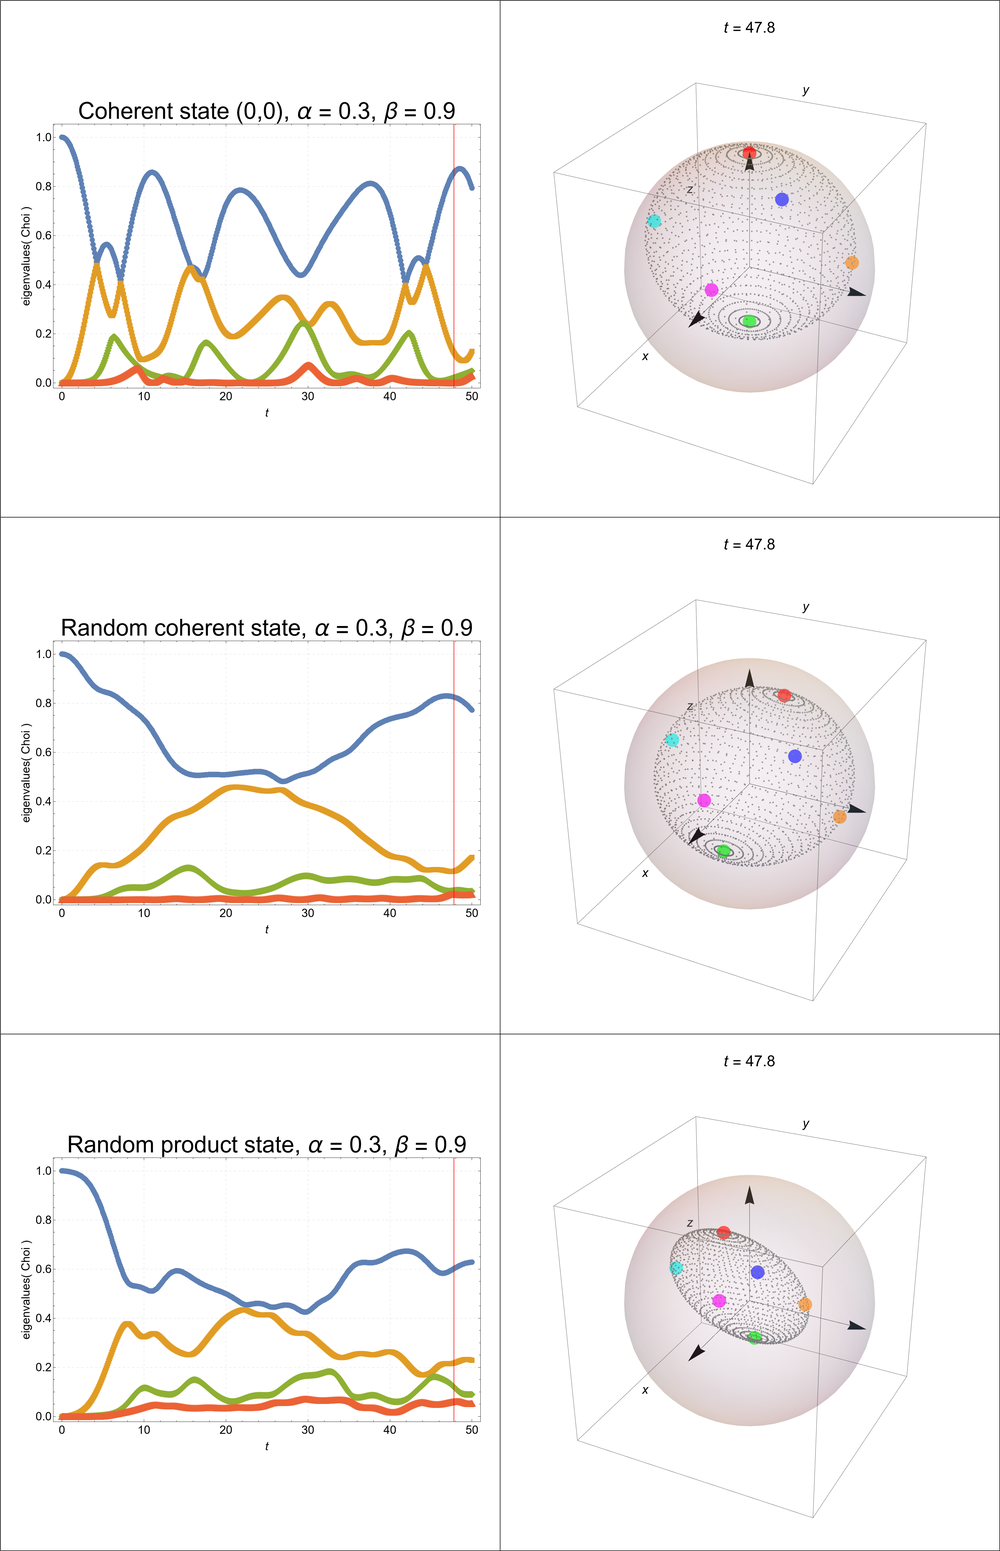 t = 47.8
Coherent state (0,0), α = 0.3, β = 0.9
eigenvalues( Choi )
1.0
0.8
0.6
0.4
0.2
0.0
0 10 20 30 40 50
t
y
z
x
t = 47.8
Random coherent state, α = 0.3, β = 0.9
eigenvalues( Choi )
1.0
0.8
0.6
0.4
0.2
0.0
0 10 20 30 40 50
t
y
z
x
t = 47.8
Random product state, α = 0.3, β = 0.9
eigenvalues( Choi )
1.0
0.8
0.6
0.4
0.2
0.0
0 10 20 30 40 50
t
y
z
x